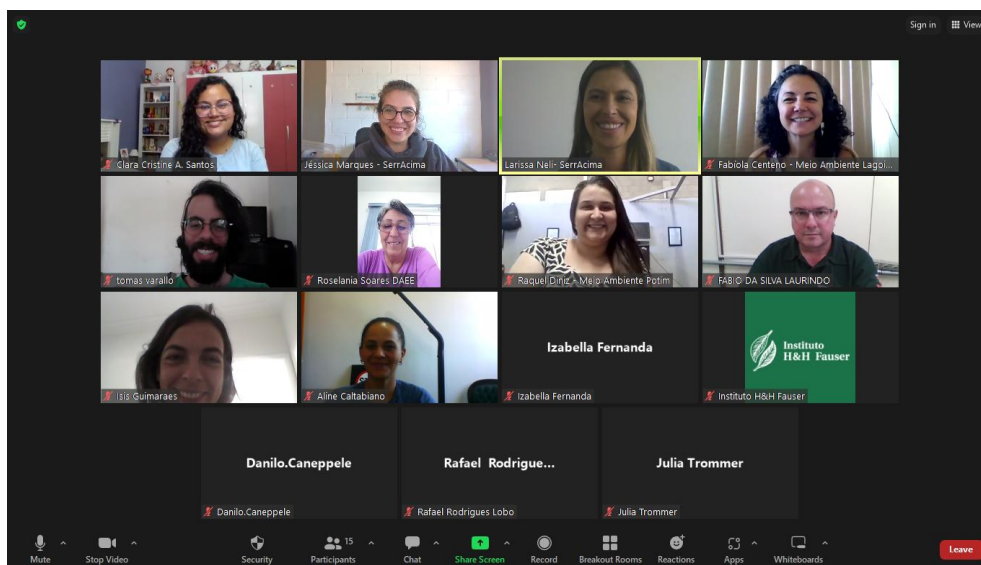 Sign in View
Clara Cristine A. Santos
Jéssica Marques - SerrAcima
Larissa Neli- SerrAcima
Fabíola Centeno - Meio Ambiente Lagoi...
tomas varallo
Roselania Soares DAEE
Raquel Diniz - Meio Ambiente Potim
FABIO DA SILVA LAURINDO
Isis Guimaraes
Aline Caltabiano
Izabella Fernanda
Izabella Fernanda
Instituto
H&H Fauser
Instituto H&H Fauser
Danilo.Caneppele
Danilo.Caneppele
Rafael Rodrigue...
Rafael Rodrigues Lobo
Julia Trommer
Julia Trommer
Mute Stop Video Security Participants 15 Chat Share Screen Record Breakout Rooms Reactions Apps Whiteboards Leave